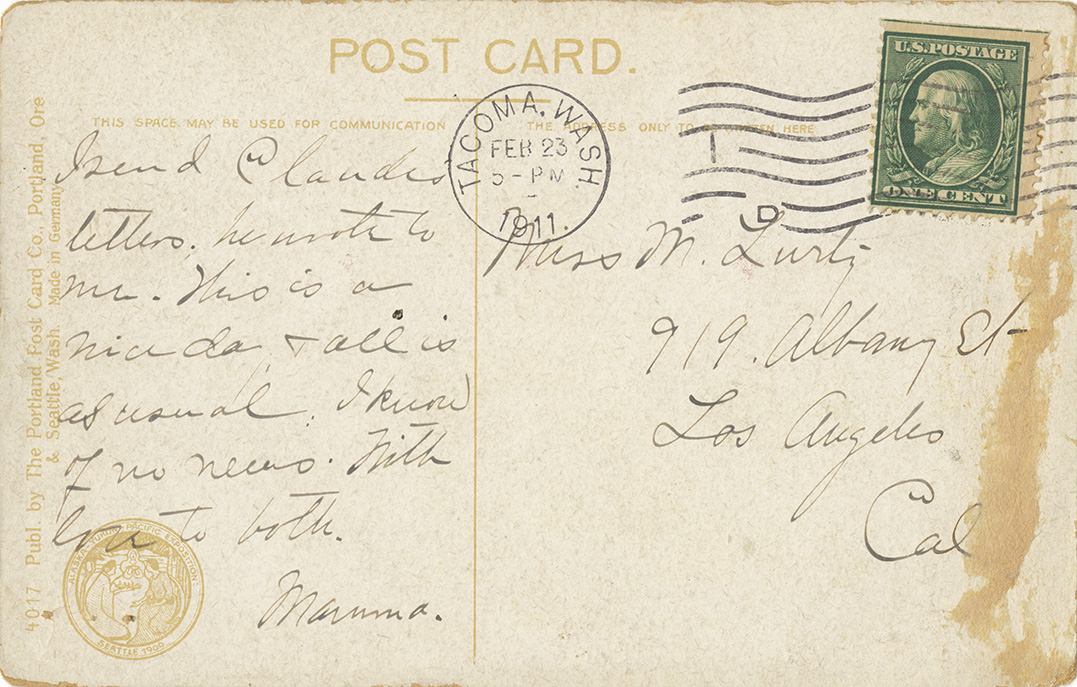 POST CARD.
THIS SPACE MAY BE USED FOR COMMUNICATION
THE ADDRESS ONLY TO BE WRITTEN HERE
U.S. POSTAGE
ONE CENT
TACOMA, WASH.
FEB 23
5-PM
1911.
D
I send Claude's
letters. he wrote to
me. This is a
nice da & all is
as usual. I know
of no news. With
love to both.
Mamma.
Miss M. Lurtz
919. Albany St
Los Angeles
Cal
4017 Publ by The Portland Post Card Co., Portland, Ore
& Seattle, Wash. Made in Germany
ALASKA YUKON PACIFIC EXPOSITION
SEATTLE 1909